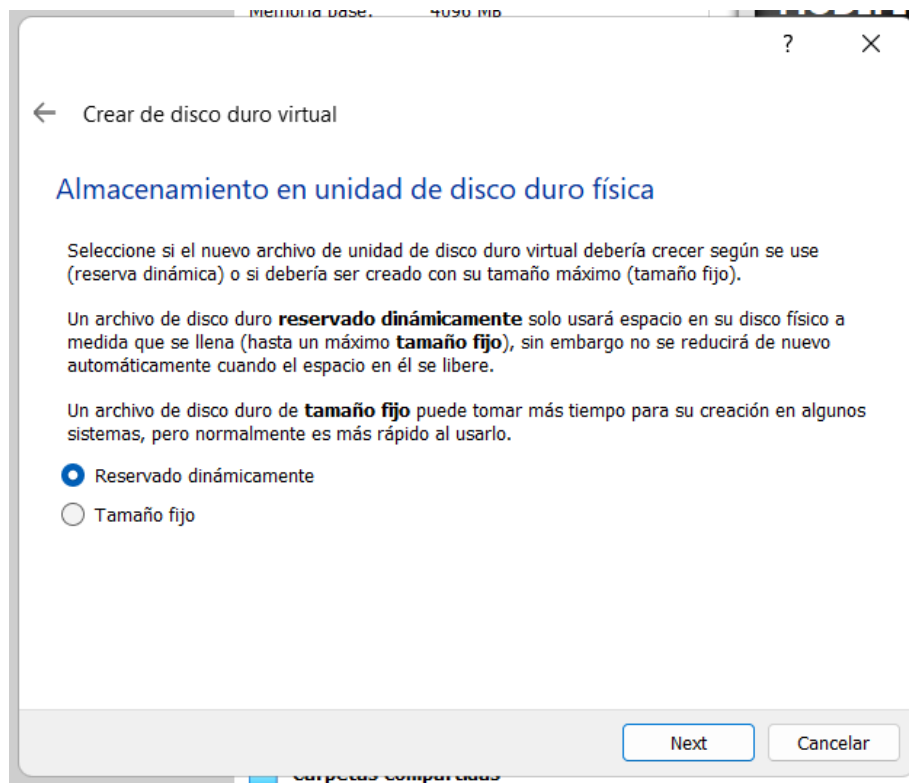 Memoria base: 4096 MB
?
Crear de disco duro virtual
Almacenamiento en unidad de disco duro física
Seleccione si el nuevo archivo de unidad de disco duro virtual debería crecer según se use
(reserva dinámica) o si debería ser creado con su tamaño máximo (tamaño fijo).
Un archivo de disco duro reservado dinámicamente solo usará espacio en su disco físico a
medida que se llena (hasta un máximo tamaño fijo), sin embargo no se reducirá de nuevo
automáticamente cuando el espacio en él se libere.
Un archivo de disco duro de tamaño fijo puede tomar más tiempo para su creación en algunos
sistemas, pero normalmente es más rápido al usarlo.
Reservado dinámicamente
Tamaño fijo
Next Cancelar
Carpetas compartidas